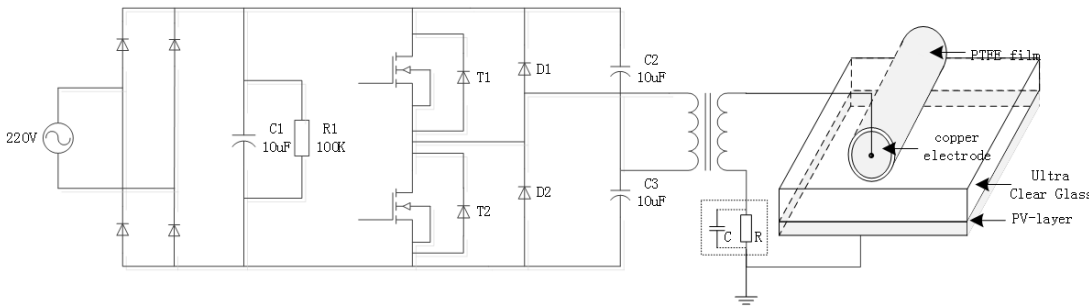 220V
C1
10uF
R1
100K
T1
T2
D1
D2
C2
10uF
C3
10uF
C
R
PTFE film
copper
electrode
Ultra
Clear Glass
PV-layer